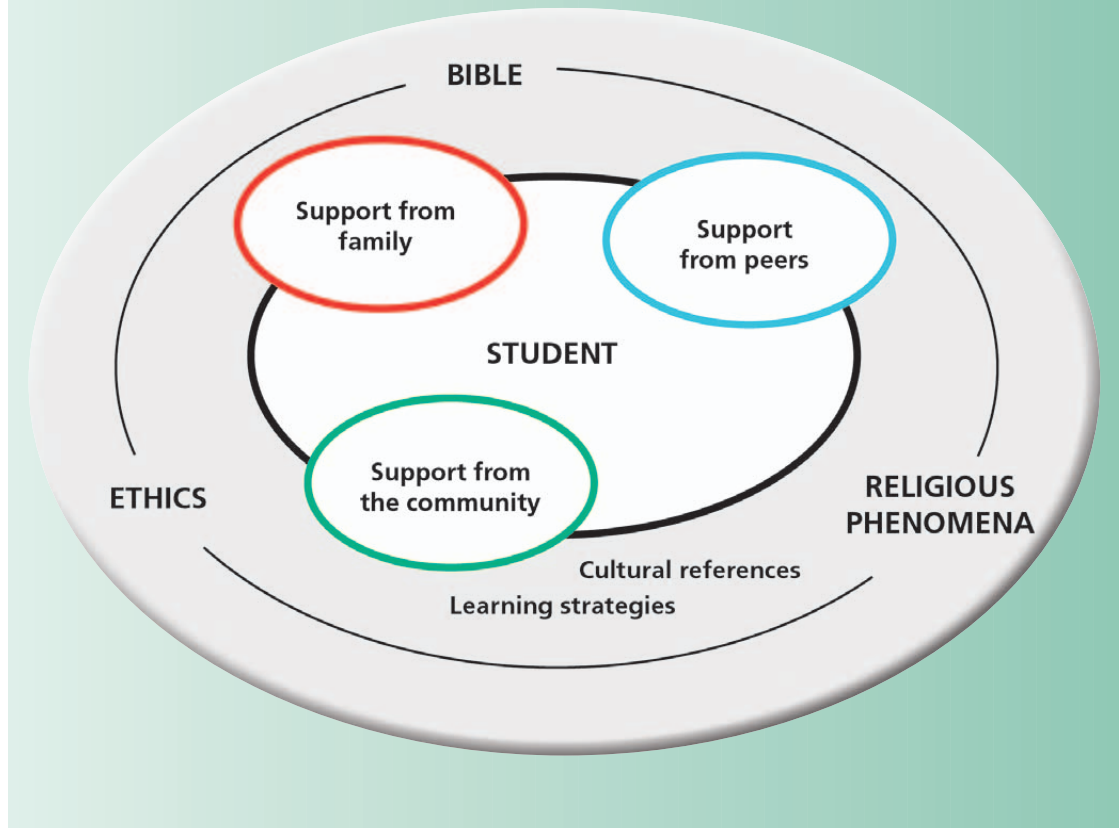 BIBLE
Support from
family
Support
from peers
STUDENT
Support from
the community
ETHICS
RELIGIOUS
PHENOMENA
Cultural references
Learning strategies